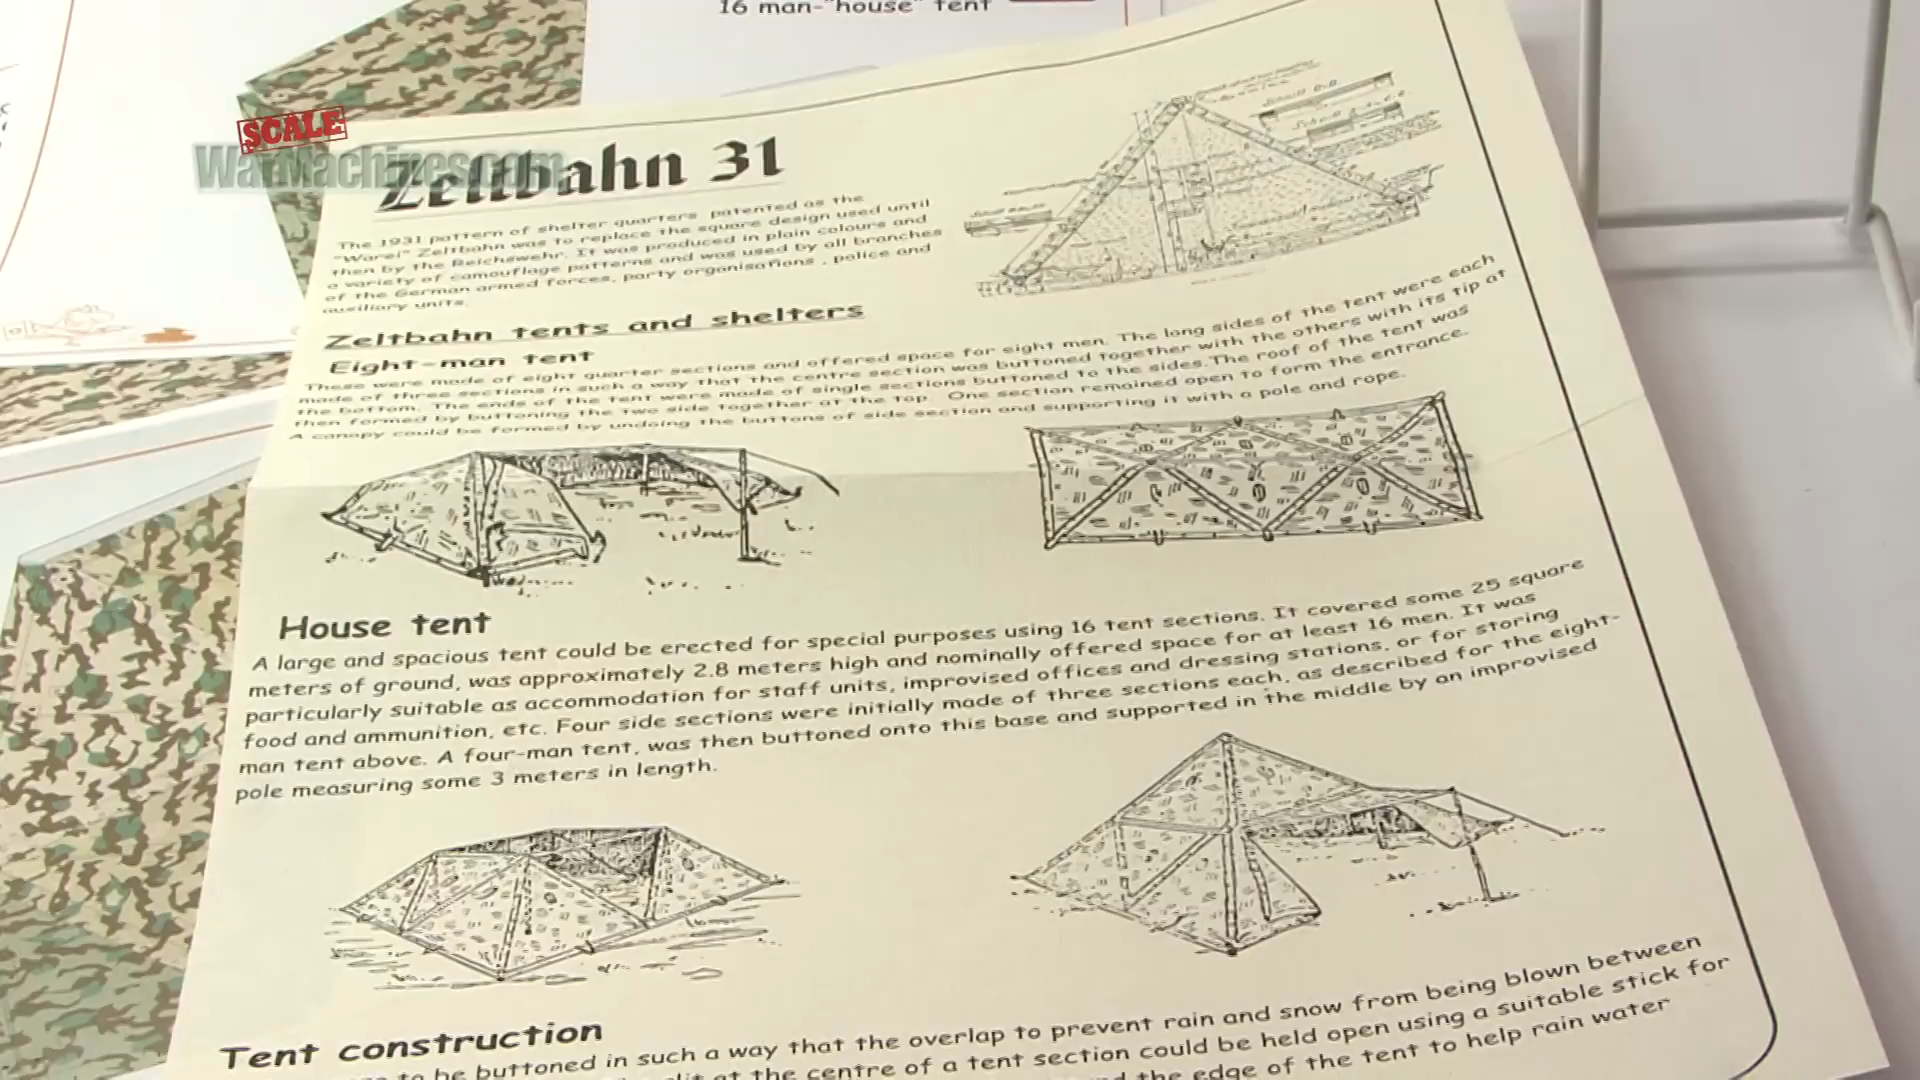 16 man-"house" tent
SCALE
WarMachines.com
Zeltbahn 31
The 1931 pattern of shelter quarters patented as the
"Warei" Zeltbahn was to replace the square design used until
then by the Reichswehr. It was produced in plain colours and
a variety of camouflage patterns and was used by all branches
of the German armed forces, party organisations , police and
auxiliary units.
Zeltbahn tents and shelters
Eight-man tent
These were made of eight quarter sections and offered space for eight men. The long sides of the tent were each
made of three sections in such a way that the centre section was buttoned together with the others with its tip at
the bottom. The ends of the tent were made of single sections buttoned to the sides. The roof of the tent was
then formed by buttoning the two side together at the top. One section remained open to form the entrance.
A canopy could be formed by undoing the buttons of side section and supporting it with a pole and rope.
House tent
A large and spacious tent could be erected for special purposes using 16 tent sections. It covered some 25 square
meters of ground, was approximately 2.8 meters high and nominally offered space for at least 16 men. It was
particularly suitable as accommodation for staff units, improvised offices and dressing stations, or for storing
food and ammunition, etc. Four side sections were initially made of three sections each, as described for the eight-
man tent above. A four-man tent, was then buttoned onto this base and supported in the middle by an improvised
pole measuring some 3 meters in length.
Tent construction
to be buttoned in such a way that the overlap to prevent rain and snow from being blown between
slit at the centre of a tent section could be held open using a suitable stick for
the edge of the tent to help rain water